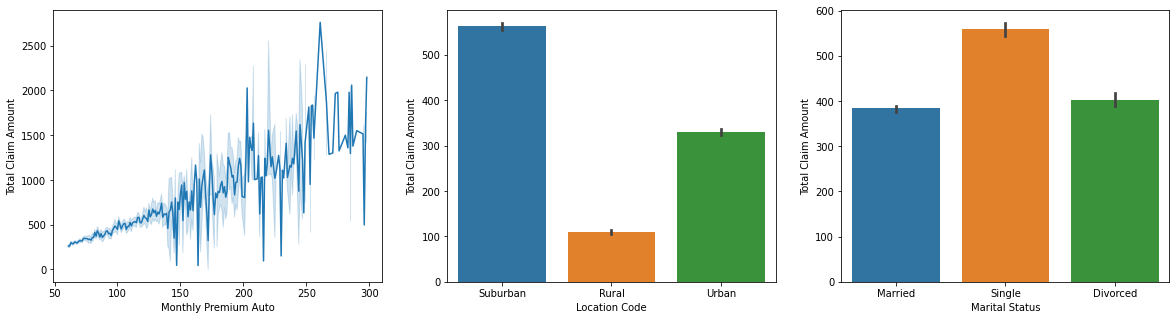 2500
2000
1500
1000
500
0
Total Claim Amount
50 100 150 200 250 300
Monthly Premium Auto
500
400
300
200
100
0
Total Claim Amount
Suburban Rural Urban
Location Code
600
500
400
300
200
100
0
Total Claim Amount
Married Single Divorced
Marital Status